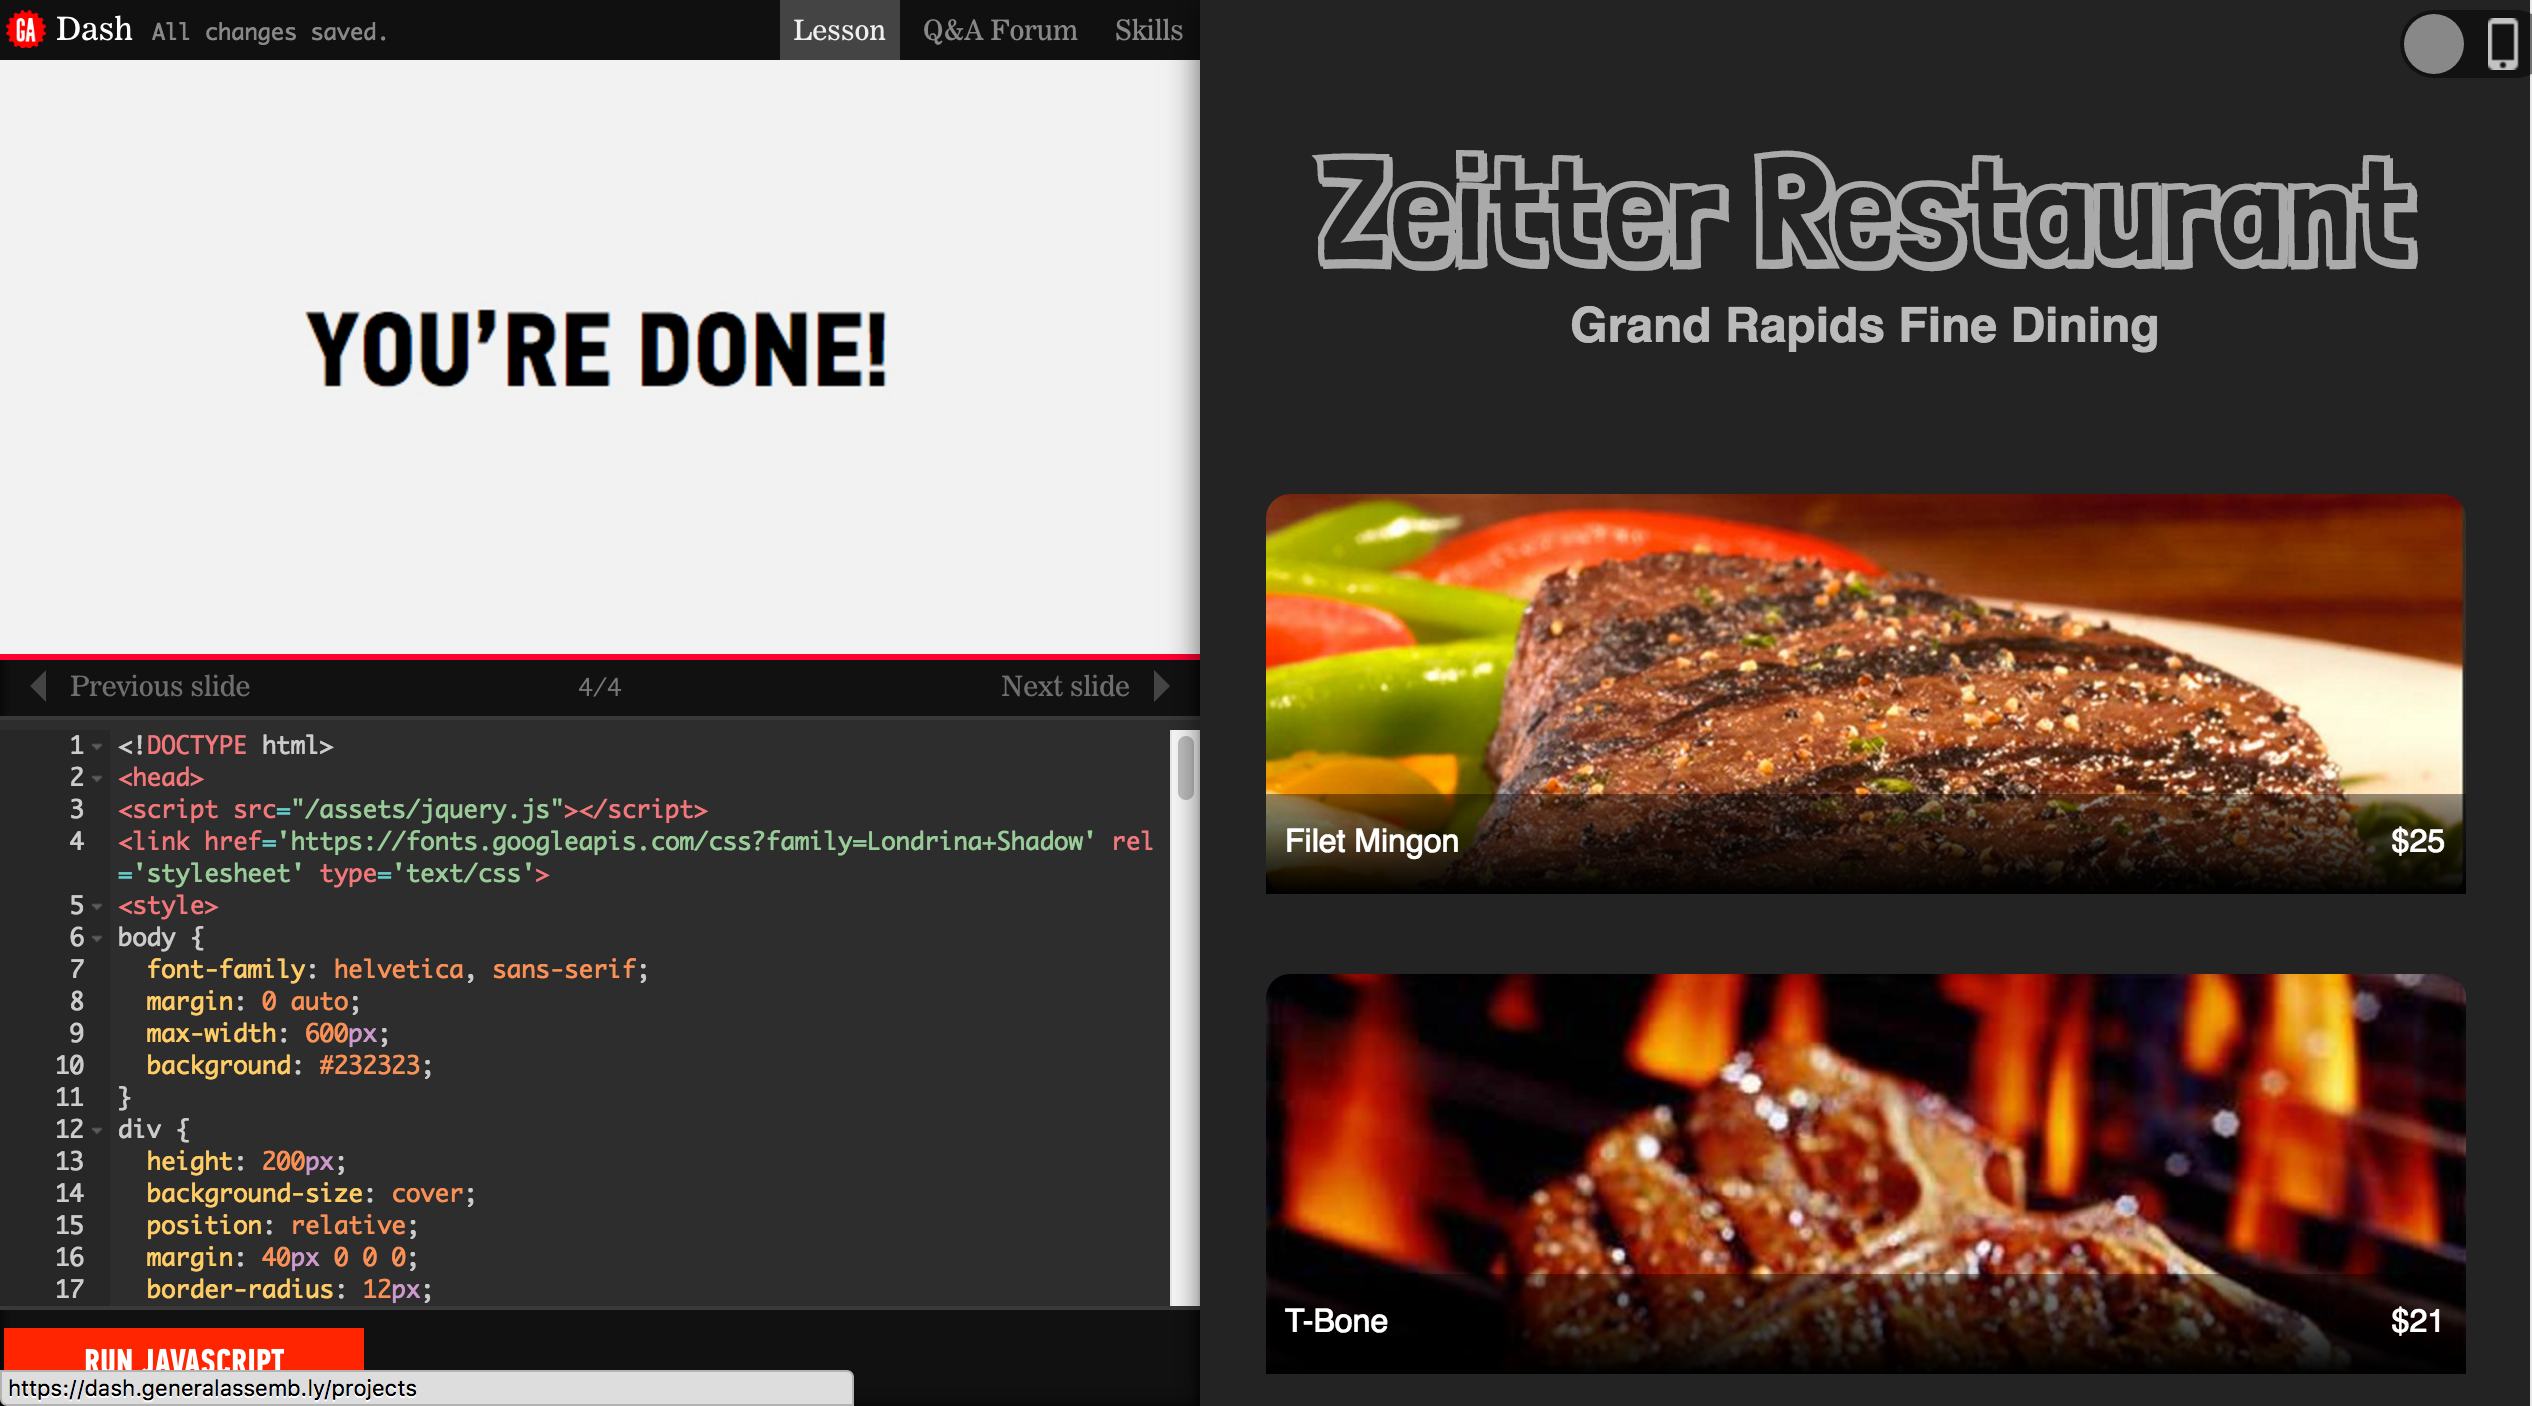 GA Dash All changes saved. Lesson Q&A Forum Skills
YOU'RE DONE!
Previous slide 4/4 Next slide
1 <!DOCTYPE html>
2 <head>
3 <script src="/assets/jquery.js"></script>
4 <link href='https://fonts.googleapis.com/css?family=Londrina+Shadow' rel
='stylesheet' type='text/css'>
5 <style>
6 body {
7 font-family: helvetica, sans-serif;
8 margin: 0 auto;
9 max-width: 600px;
10 background: #232323;
11 }
12 div {
13 height: 200px;
14 background-size: cover;
15 position: relative;
16 margin: 40px 0 0 0;
17 border-radius: 12px;
RUN JAVASCRIPT
https://dash.generalassemb.ly/projects
Zeitter Restaurant
Grand Rapids Fine Dining
Filet Mingon $25
T-Bone $21